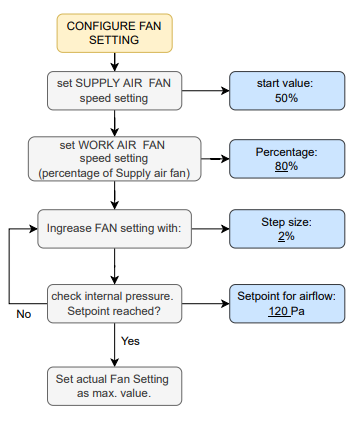 CONFIGURE FAN
SETTING
set SUPPLY AIR  FAN
speed setting
start value:
50%
set WORK AIR  FAN
speed setting
(percentage of Supply air fan)
Percentage:
80%
Ingrease FAN setting with:
Step size:
2%
check internal pressure.
Setpoint reached?
Setpoint for airflow:
120 Pa
No
Yes
Set actual Fan Setting
as max. value.